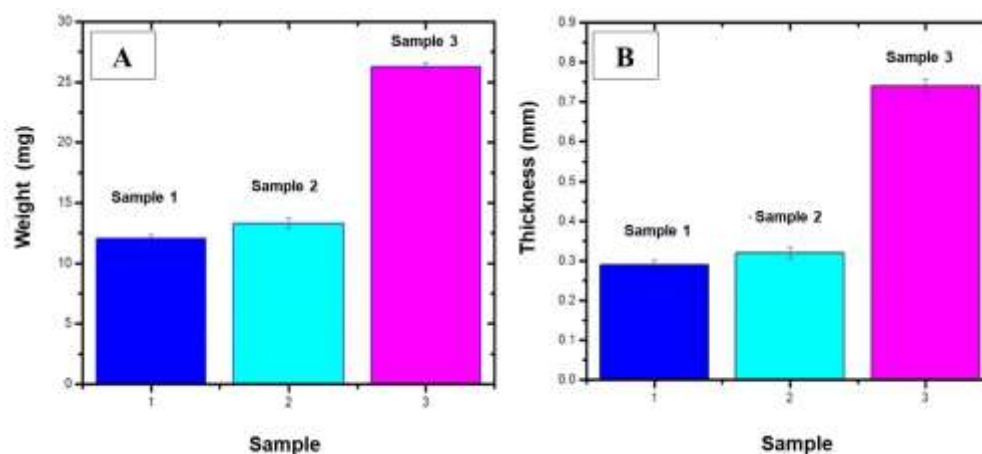 A
Weight (mg)
30
25
20
15
10
5
0
Sample 1
Sample 2
Sample 3
1
2
3
Sample
B
Thickness (mm)
0.9
0.8
0.7
0.6
0.5
0.4
0.3
0.2
0.1
0.0
Sample 1
Sample 2
Sample 3
1
2
3
Sample